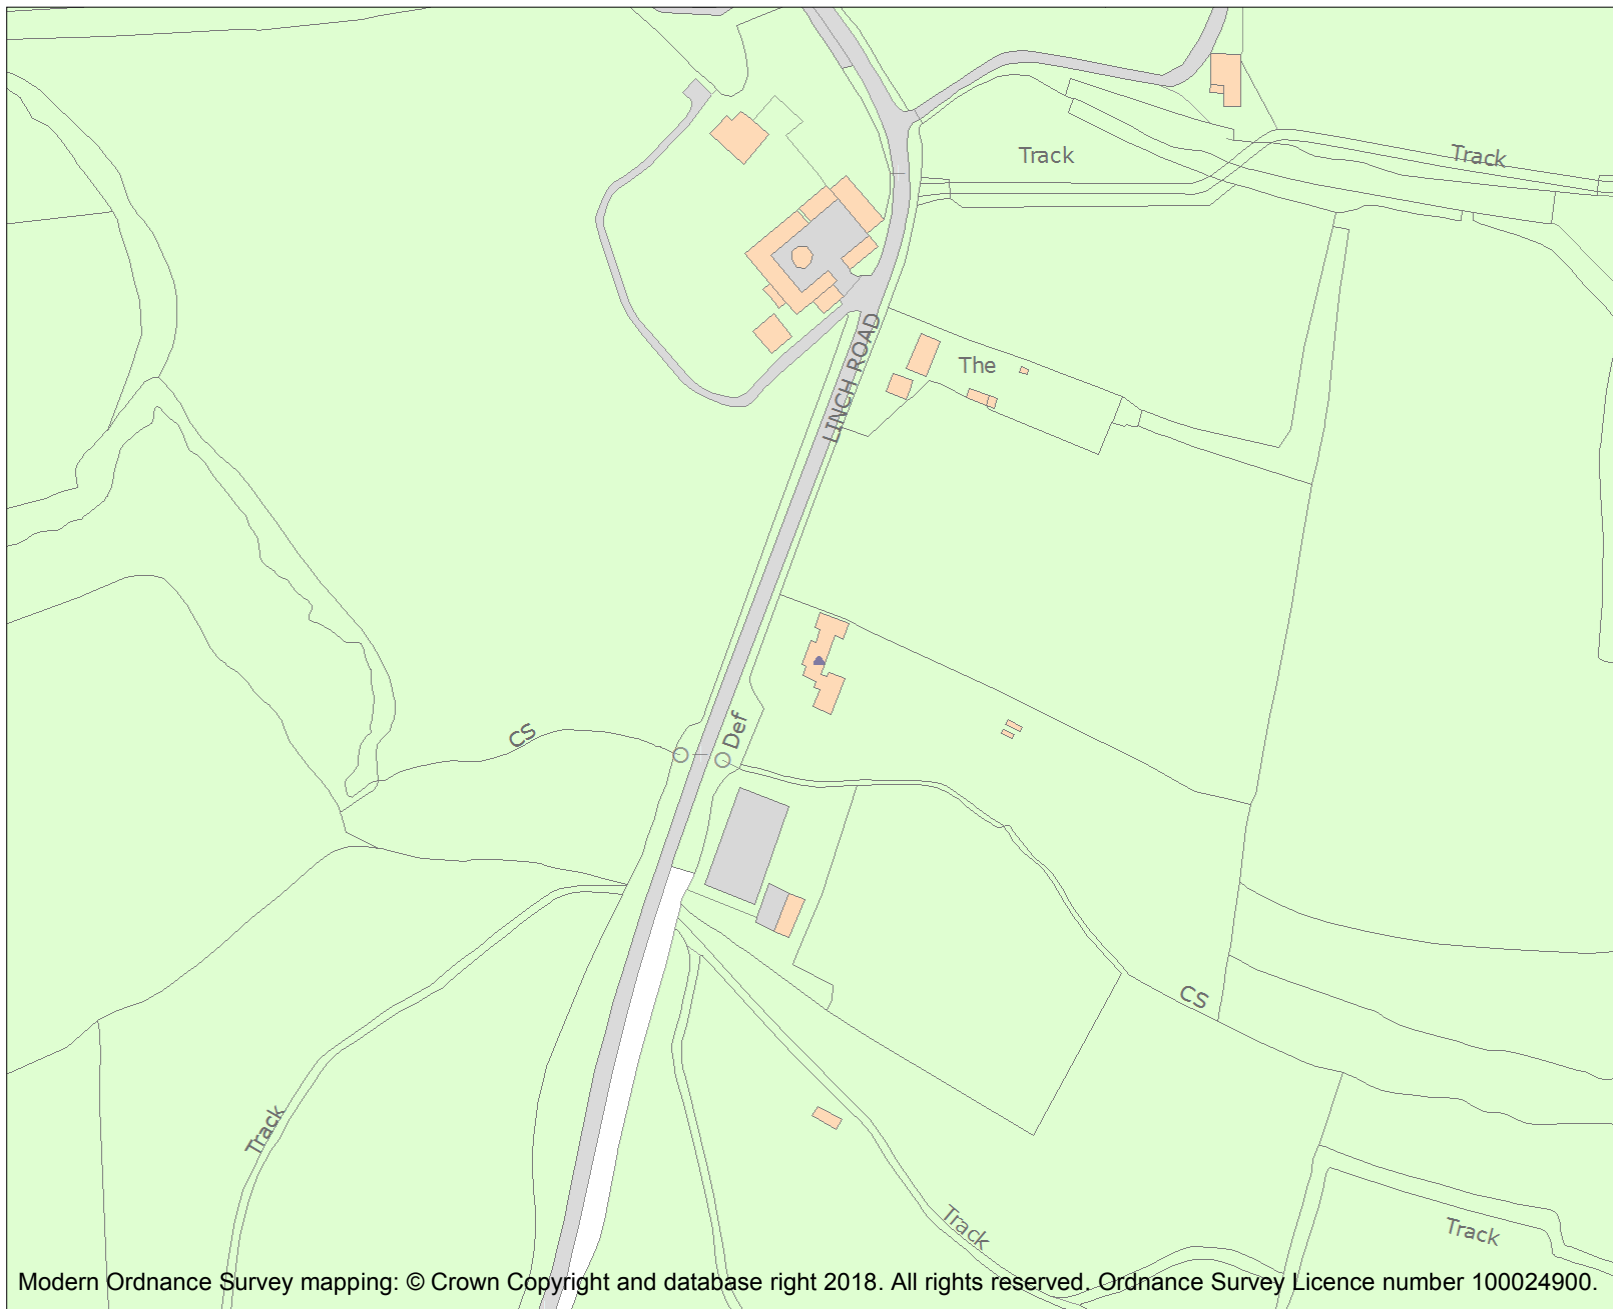 Track
Track
LINCH ROAD
The
Def
CS
CS
Track
Track
Track
Modern Ordnance Survey mapping: © Crown Copyright and database right 2018. All rights reserved. Ordnance Survey Licence number 100024900.